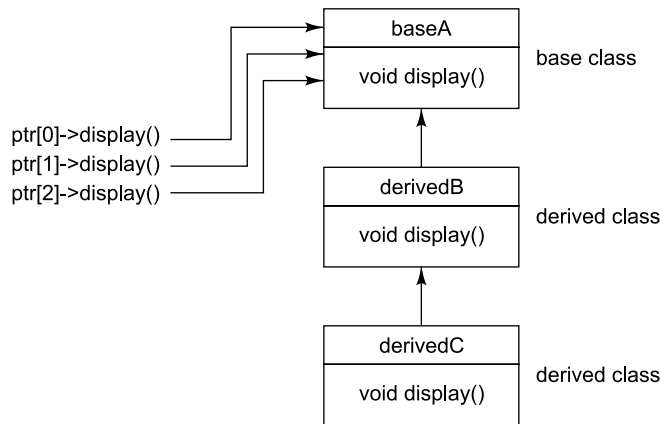 baseA
base class
void display()
ptr[0]->display()
ptr[1]->display()
ptr[2]->display()
derivedB
derived class
void display()
derivedC
derived class
void display()